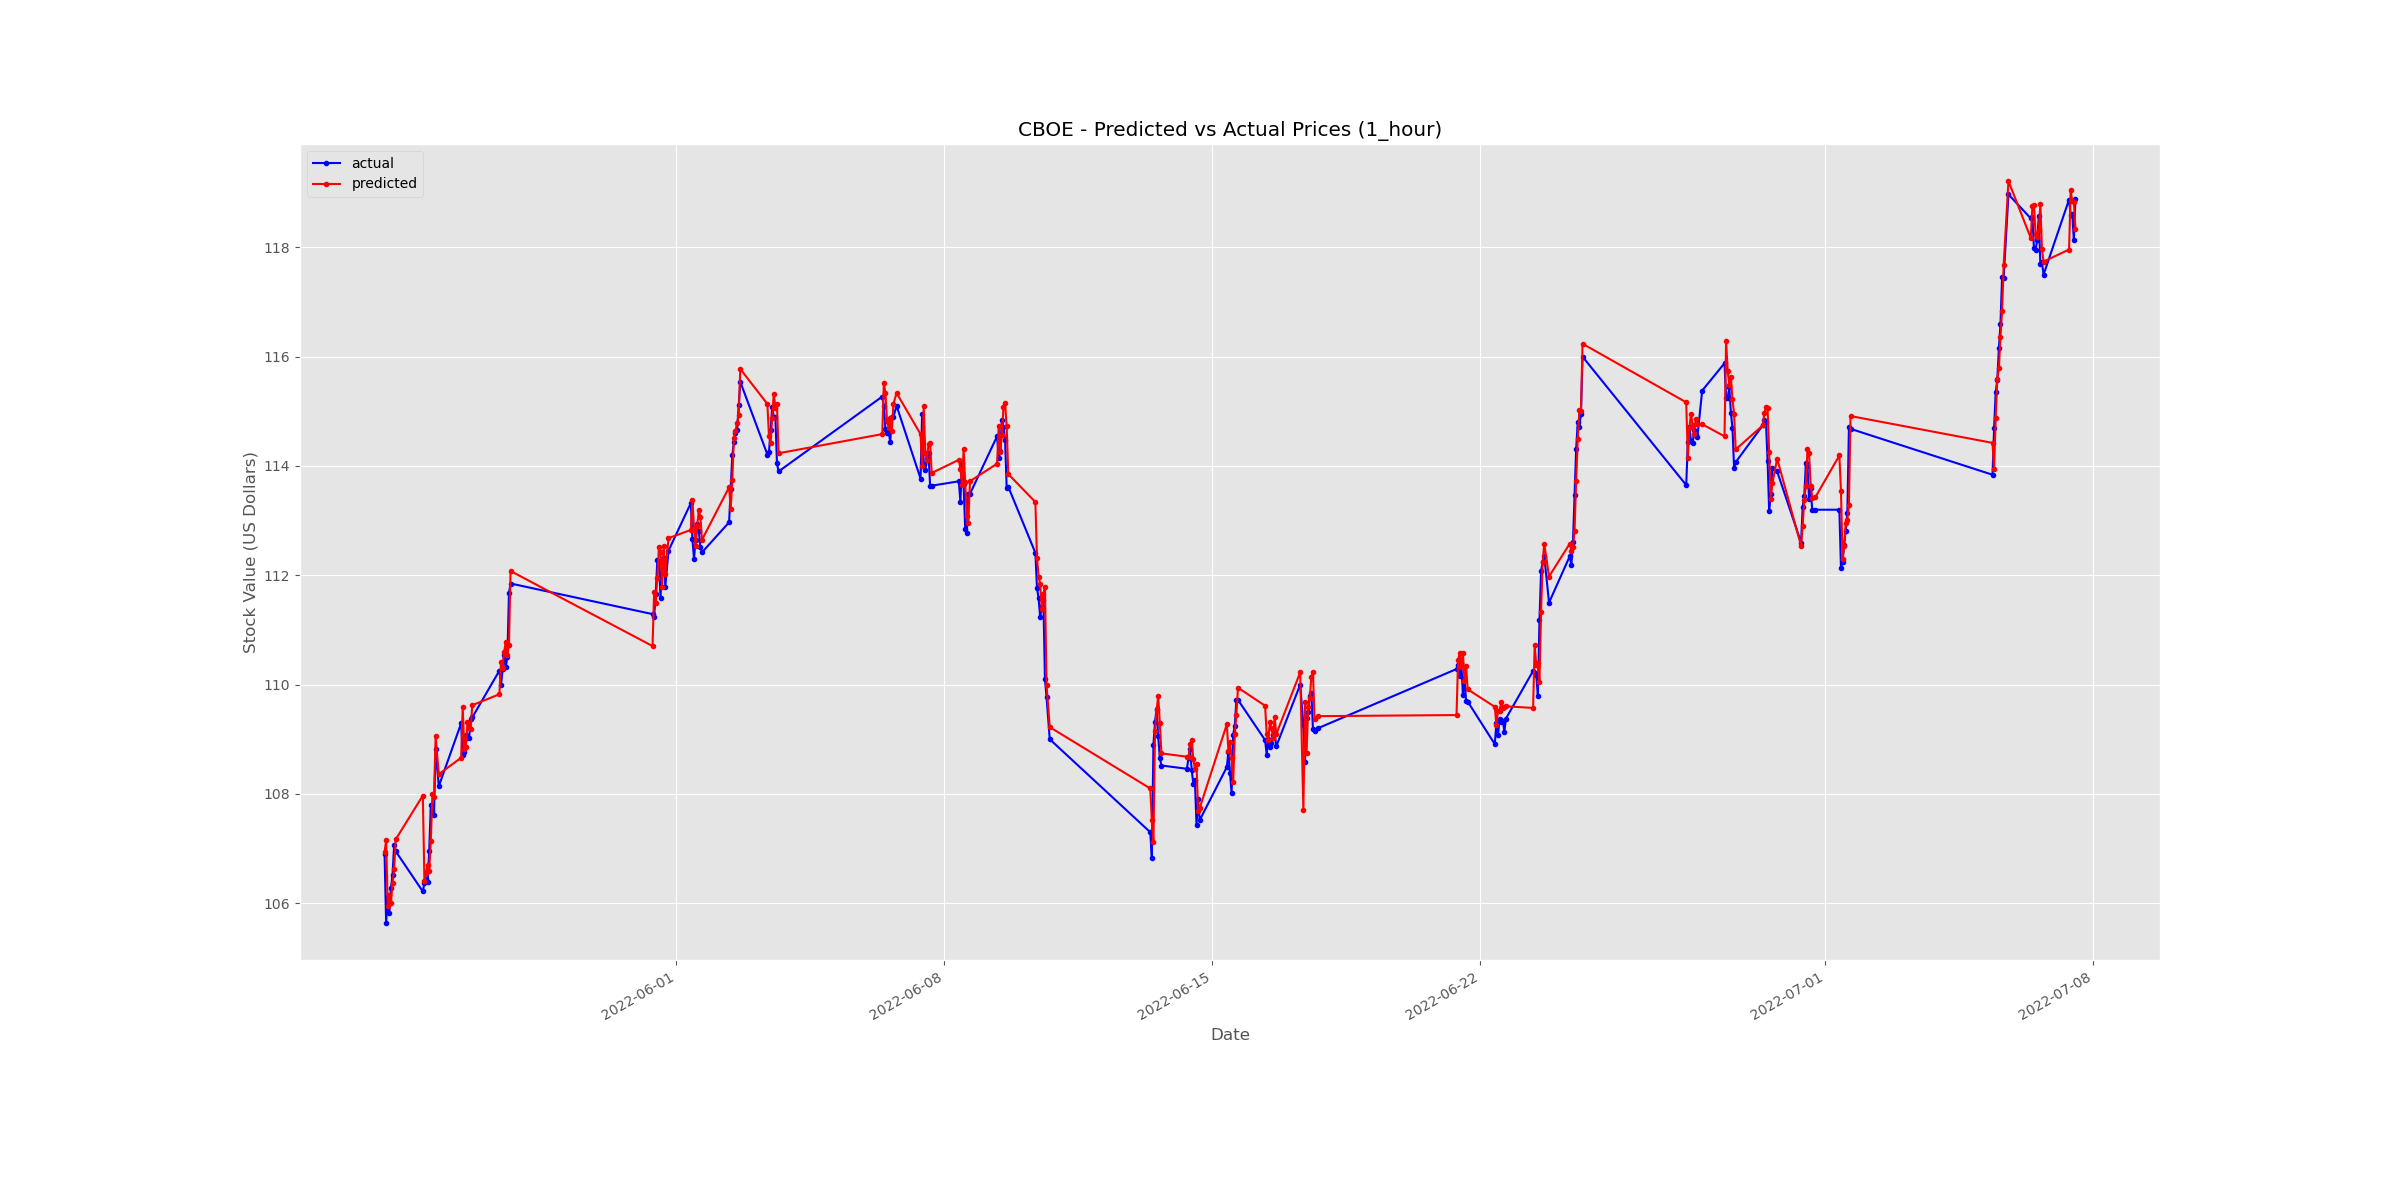 CBOE - Predicted vs Actual Prices (1_hour)
actual
predicted
118
116
114
112
110
108
106
Stock Value (US Dollars)
2022-06-01
2022-06-08
2022-06-15
2022-06-22
2022-07-01
2022-07-08
Date